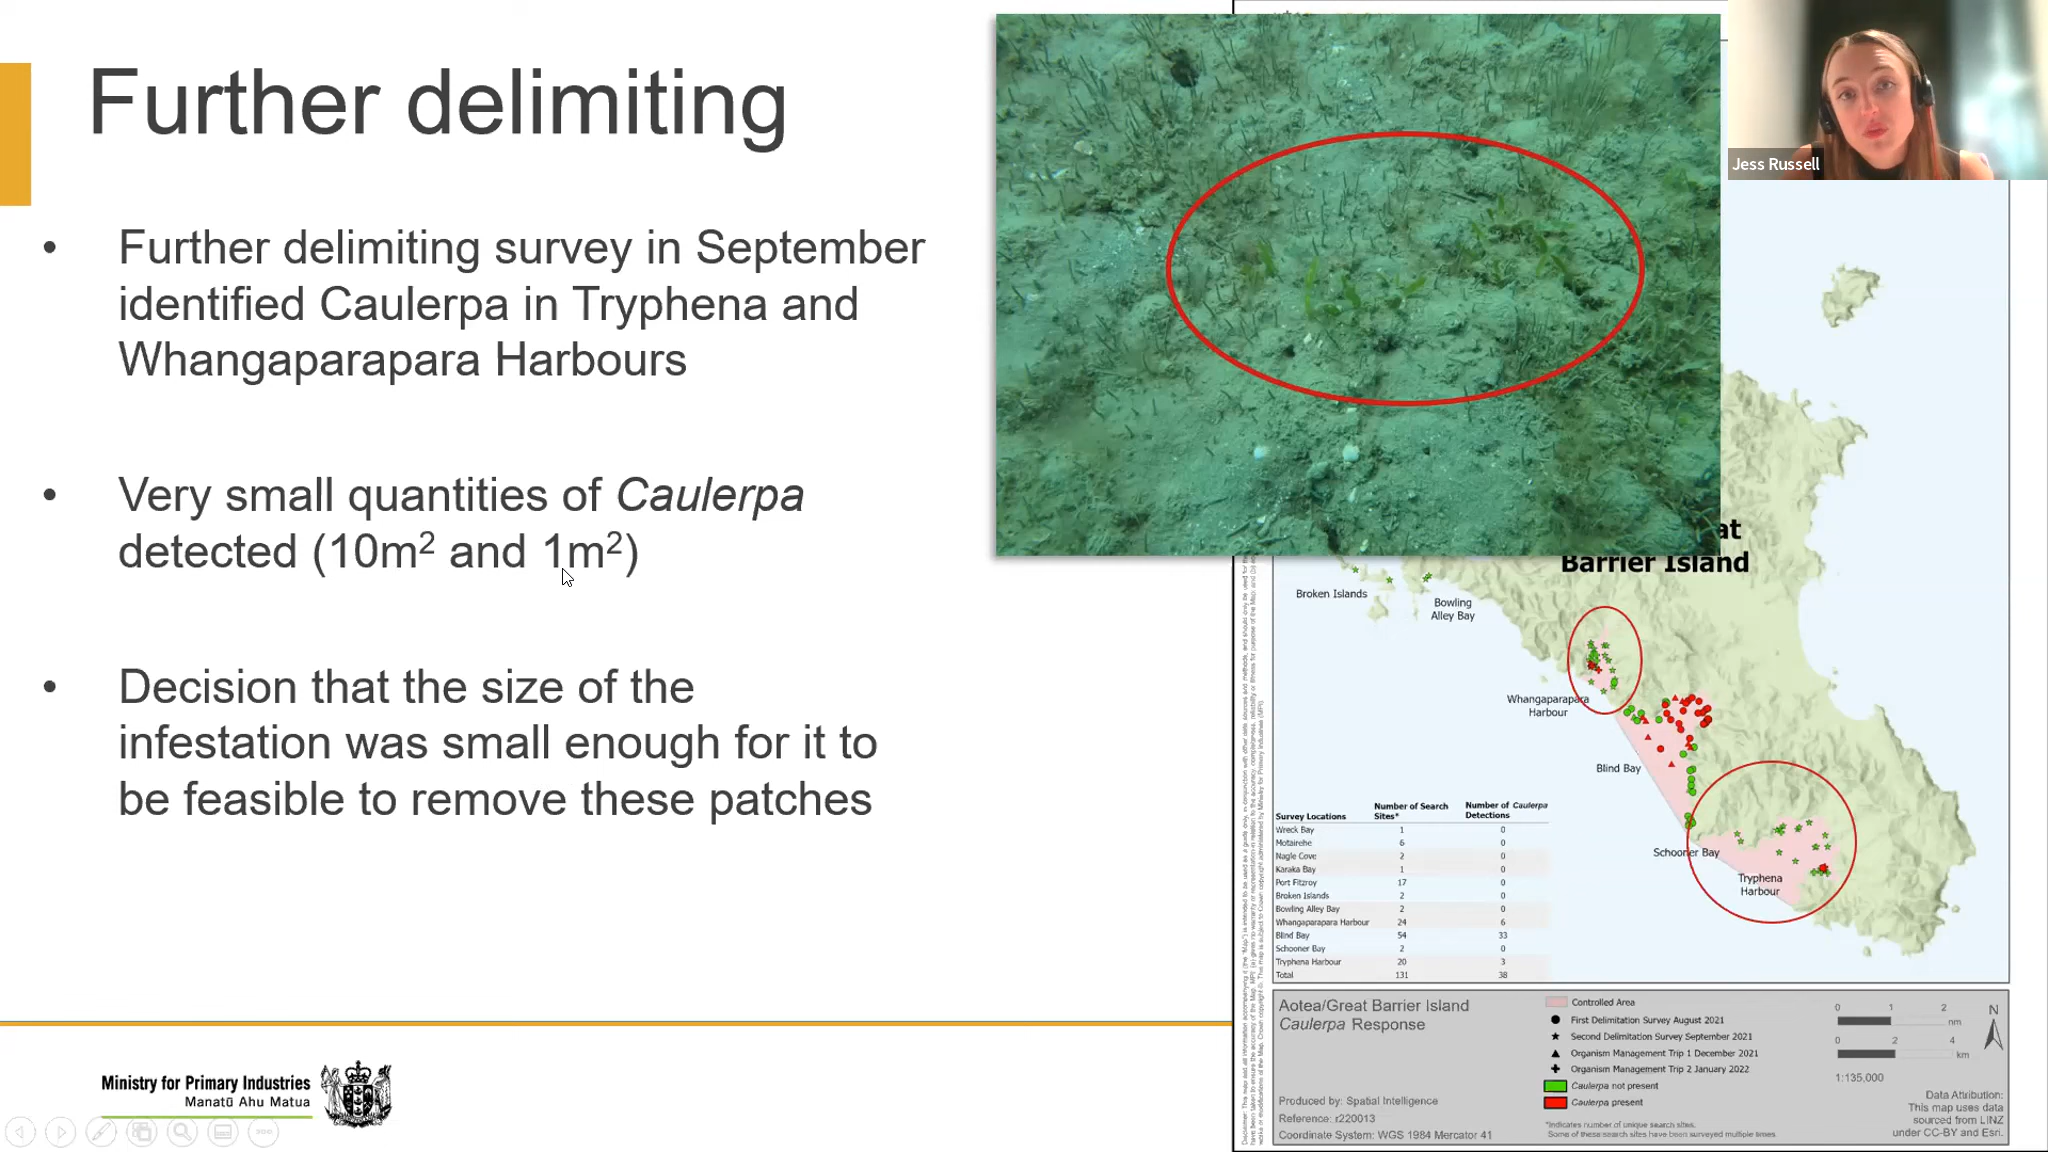 Further delimiting
• Further delimiting survey in September
identified Caulerpa in Tryphena and
Whangaparapara Harbours
• Very small quantities of Caulerpa
detected (10m² and 1m²)
• Decision that the size of the
infestation was small enough for it to
be feasible to remove these patches
Ministry for Primary Industries
Manatū Ahu Matua
Jess Russell
at
Barrier Island
Broken Islands
Bowling
Alley Bay
Whangaparapara
Harbour
Blind Bay
Schooner Bay
Tryphena
Harbour
Survey Locations Number of Search Sites* Number of Caulerpa Detections
Wreck Bay 1 0
Motairehe 6 0
Nagle Cove 2 0
Karaka Bay 1 0
Port Fitzroy 17 0
Broken Islands 2 0
Bowling Alley Bay 2 0
Whangaparapara Harbour 24 6
Blind Bay 54 33
Schooner Bay 2 0
Tryphena Harbour 20 3
Total 131 38
Aotea/Great Barrier Island
Caulerpa Response
Produced by: Spatial Intelligence
Reference: r220013
Coordinate System: WGS 1984 Mercator 41
Controlled Area
First Delimitation Survey August 2021
Second Delimitation Survey September 2021
Organism Management Trip 1 December 2021
Organism Management Trip 2 January 2022
Caulerpa not present
Caulerpa present
*Indicates number of unique search sites.
Some of these search sites have been surveyed multiple times
0 1 2
nm
0 2 4
km
1:135,000
N
Data Attribution:
This map uses data
sourced from LINZ
under CC-BY and Esri.